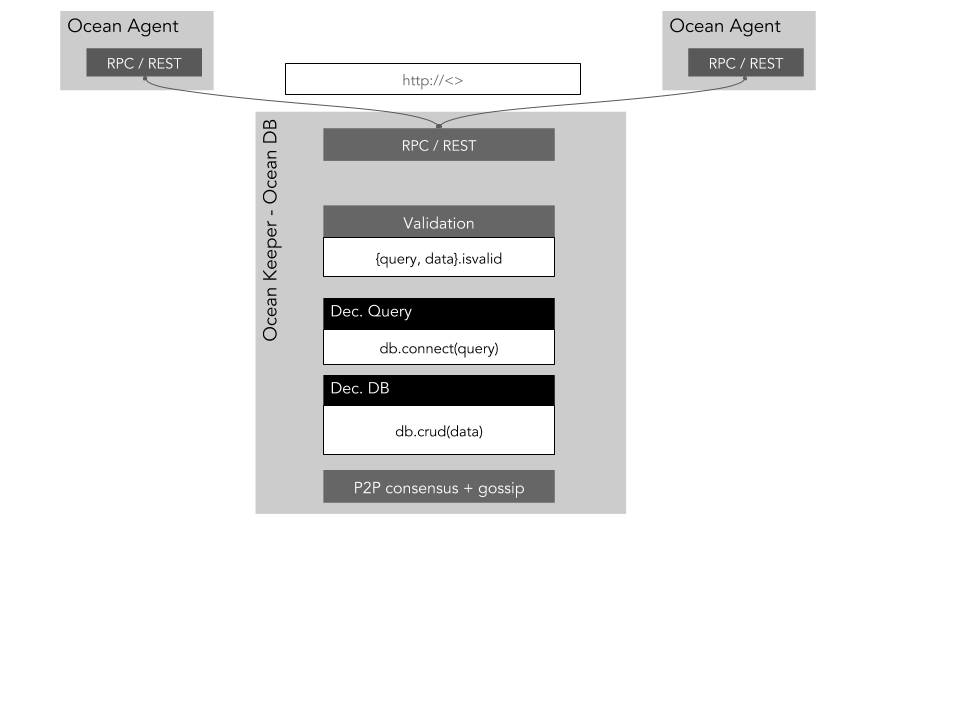 Ocean Agent
RPC / REST
Ocean Agent
RPC / REST
http://<>
Ocean Keeper - Ocean DB
RPC / REST
Validation
{query, data}.isvalid
Dec. Query
db.connect(query)
Dec. DB
db.crud(data)
P2P consensus + gossip